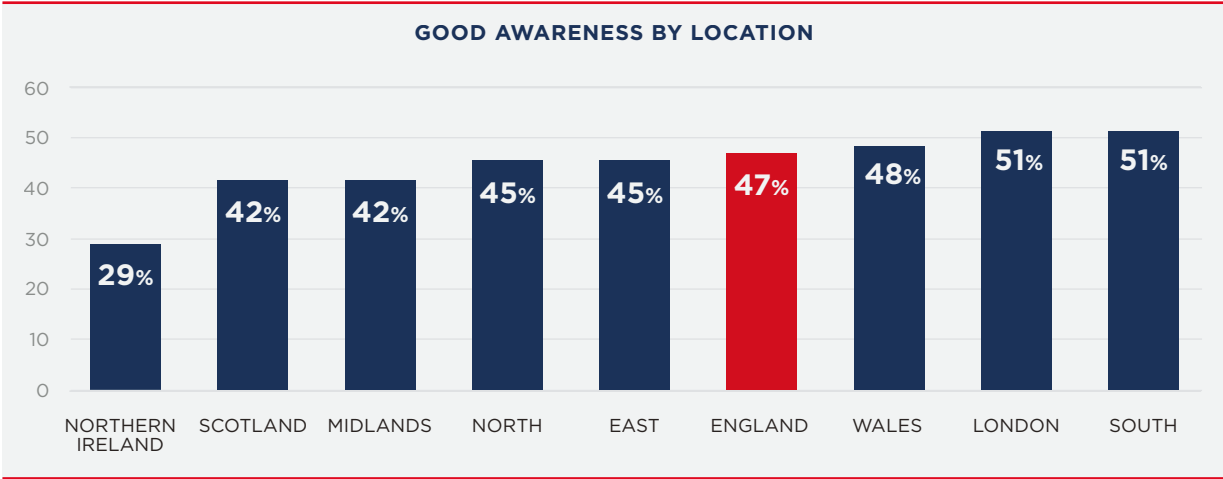 GOOD AWARENESS BY LOCATION
60
50
40
30
20
10
0
29%
42%
42%
45%
45%
47%
48%
51%
51%
NORTHERN
IRELAND
SCOTLAND
MIDLANDS
NORTH
EAST
ENGLAND
WALES
LONDON
SOUTH